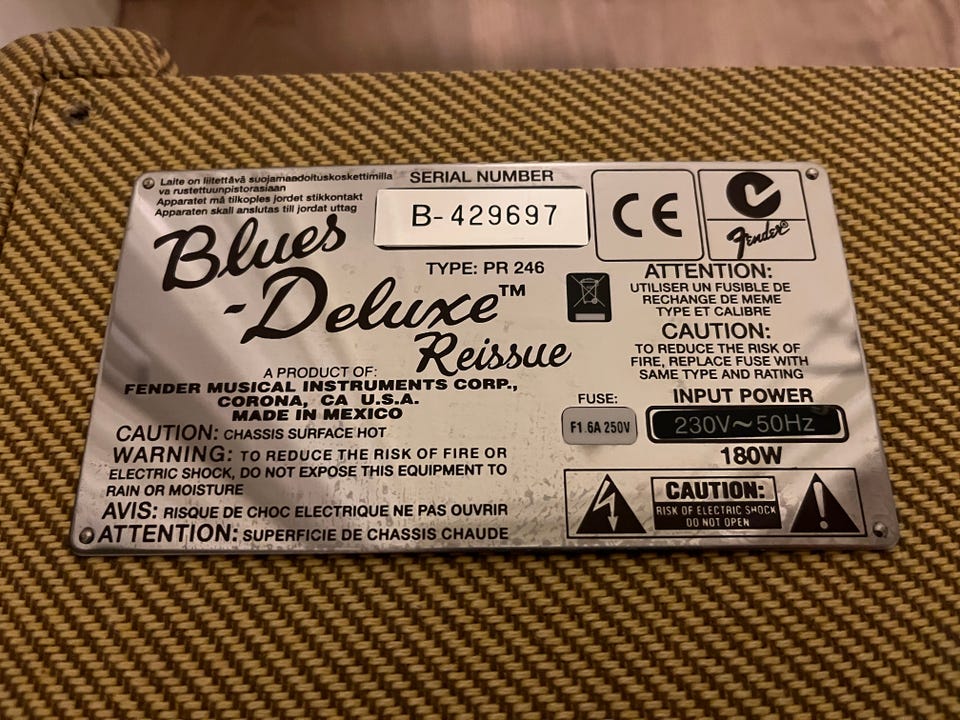 Laite on liitettävä suojamaadoituskoskettimilla
va rustettuunpistorasiaan
Apparatet må tilkoples jordet stikkontakt
Apparaten skall anslutas till jordat uttag
SERIAL NUMBER
B-429697
CE
Fender®
Blues
-Deluxe™
Reissue
TYPE: PR 246
A PRODUCT OF:
FENDER MUSICAL INSTRUMENTS CORP.,
CORONA, CA U.S.A.
MADE IN MEXICO
CAUTION: CHASSIS SURFACE HOT
WARNING: TO REDUCE THE RISK OF FIRE OR
ELECTRIC SHOCK, DO NOT EXPOSE THIS EQUIPMENT TO
RAIN OR MOISTURE
AVIS: RISQUE DE CHOC ELECTRIQUE NE PAS OUVRIR
ATTENTION: SUPERFICIE DE CHASSIS CHAUDE
ATTENTION:
UTILISER UN FUSIBLE DE
RECHANGE DE MEME
TYPE ET CALIBRE
CAUTION:
TO REDUCE THE RISK OF
FIRE, REPLACE FUSE WITH
SAME TYPE AND RATING
FUSE:
F1.6A 250V
INPUT POWER
230V~50Hz
180W
CAUTION:
RISK OF ELECTRIC SHOCK
DO NOT OPEN